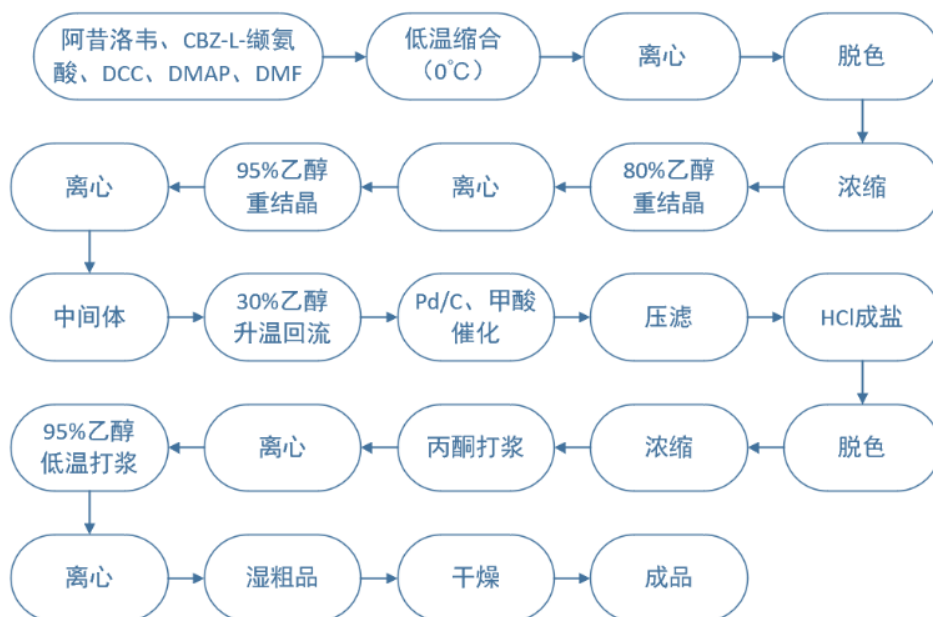 阿昔洛韦、CBZ-L-缬氨
酸、DCC、DMAP、DMF
低温缩合
（0℃）
离心
脱色
浓缩
80%乙醇
重结晶
离心
95%乙醇
重结晶
离心
中间体
30%乙醇
升温回流
Pd/C、甲酸
催化
压滤
HCl成盐
脱色
浓缩
丙酮打浆
离心
95%乙醇
低温打浆
离心
湿粗品
干燥
成品